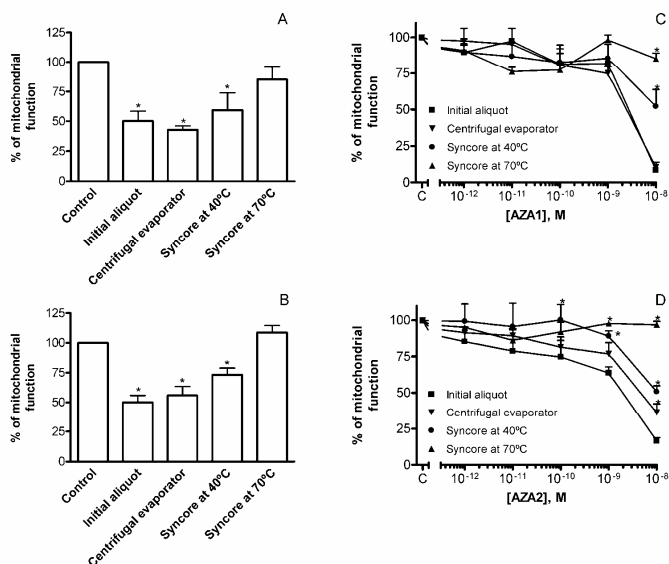 A
% of mitochondrial
function
125
100
75
50
25
0
*
*
*
Control
Initial aliquot
Centrifugal evaporator
Syncore at 40ºC
Syncore at 70ºC
C
% of mitochondrial
function
100
75
50
25
0
*
*
Initial aliquot
Centrifugal evaporator
Syncore at 40ºC
Syncore at 70ºC
C
10⁻¹²
10⁻¹¹
10⁻¹⁰
10⁻⁹
10⁻⁸
[AZA1], M
B
% of mitochondrial
function
125
100
75
50
25
0
*
*
*
Control
Initial aliquot
Centrifugal evaporator
Syncore at 40ºC
Syncore at 70ºC
D
% of mitochondrial
function
100
75
50
25
0
*
*
*
*
*
*
Initial aliquot
Centrifugal evaporator
Syncore at 40ºC
Syncore at 70ºC
C
10⁻¹²
10⁻¹¹
10⁻¹⁰
10⁻⁹
10⁻⁸
[AZA2], M